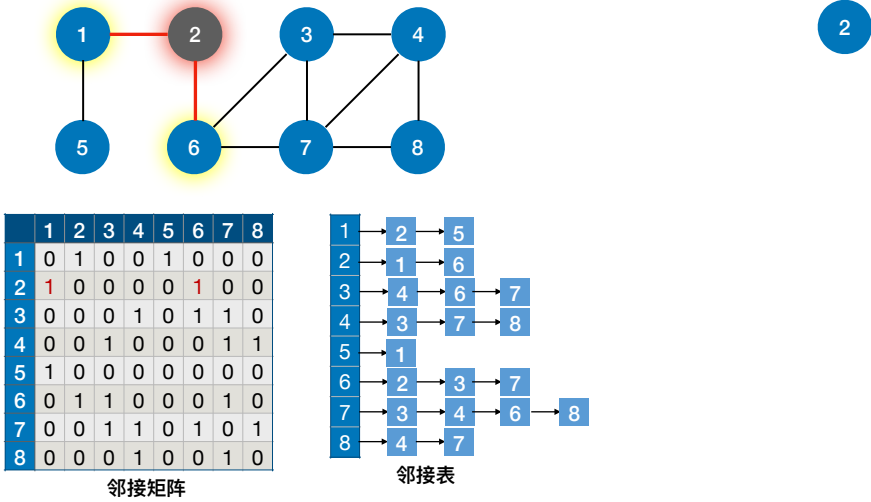 1 2 3 4 2
5 6 7 8
1 2 3 4 5 6 7 8
1 0 1 0 0 1 0 0 0
2 1 0 0 0 0 1 0 0
3 0 0 0 1 0 1 1 0
4 0 0 1 0 0 0 1 1
5 1 0 0 0 0 0 0 0
6 0 1 1 0 0 0 1 0
7 0 0 1 1 0 1 0 1
8 0 0 0 1 0 0 1 0
邻接矩阵
1 2 5
2 1 6
3 4 6 7
4 3 7 8
5 1
6 2 3 7
7 3 4 6 8
8 4 7
邻接表